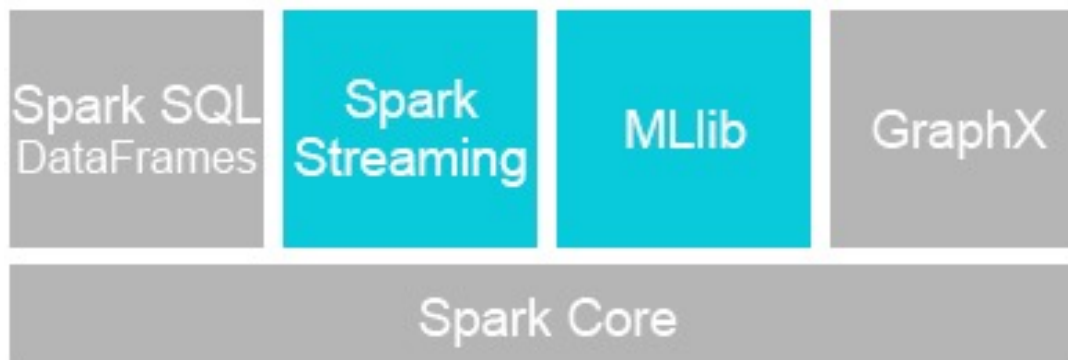 Spark SQL
DataFrames
Spark
Streaming
MLlib
GraphX
Spark Core